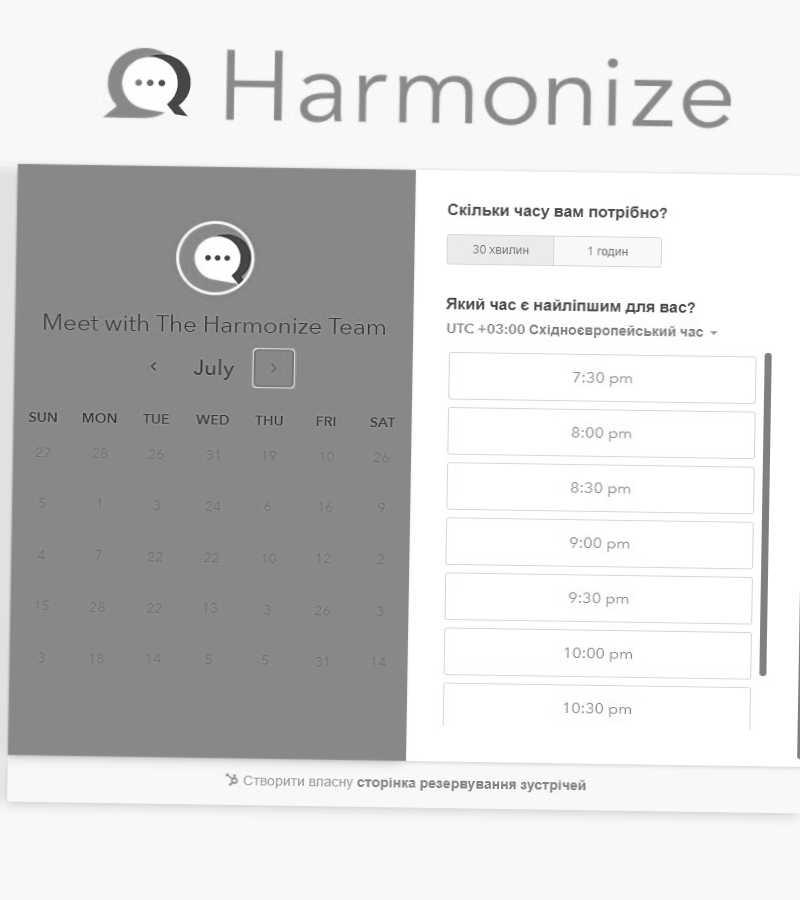 Harmonize
Meet with The Harmonize Team
July
SUN MON TUE WED THU FRI SAT
27 28 26 31 19 10 26
5 1 3 24 6 16 9
4 7 22 22 10 12 2
15 28 22 13 3 26 3
3 18 14 5 5 31 14
Скільки часу вам потрібно?
30 хвилин 1 годин
Який час є найліпшим для вас?
UTC +03:00 Східноєвропейський час
7:30 pm
8:00 pm
8:30 pm
9:00 pm
9:30 pm
10:00 pm
10:30 pm
Створити власну сторінка резервування зустрічей